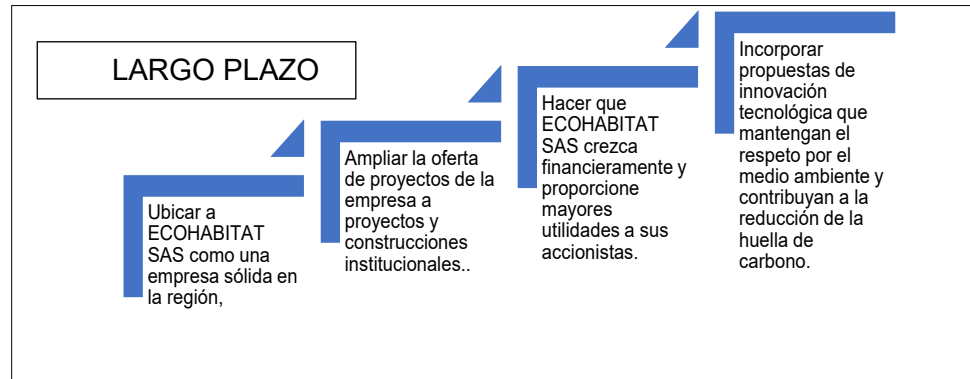 LARGO PLAZO
Ubicar a
ECOHABITAT
SAS como una
empresa sólida en
la región,
Ampliar la oferta
de proyectos de la
empresa a
proyectos y
construcciones
institucionales..
Hacer que
ECOHABITAT
SAS crezca
financieramente y
proporcione
mayores
utilidades a sus
accionistas.
Incorporar
propuestas de
innovación
tecnológica que
mantengan el
respeto por el
medio ambiente y
contribuyan a la
reducción de la
huella de
carbono.